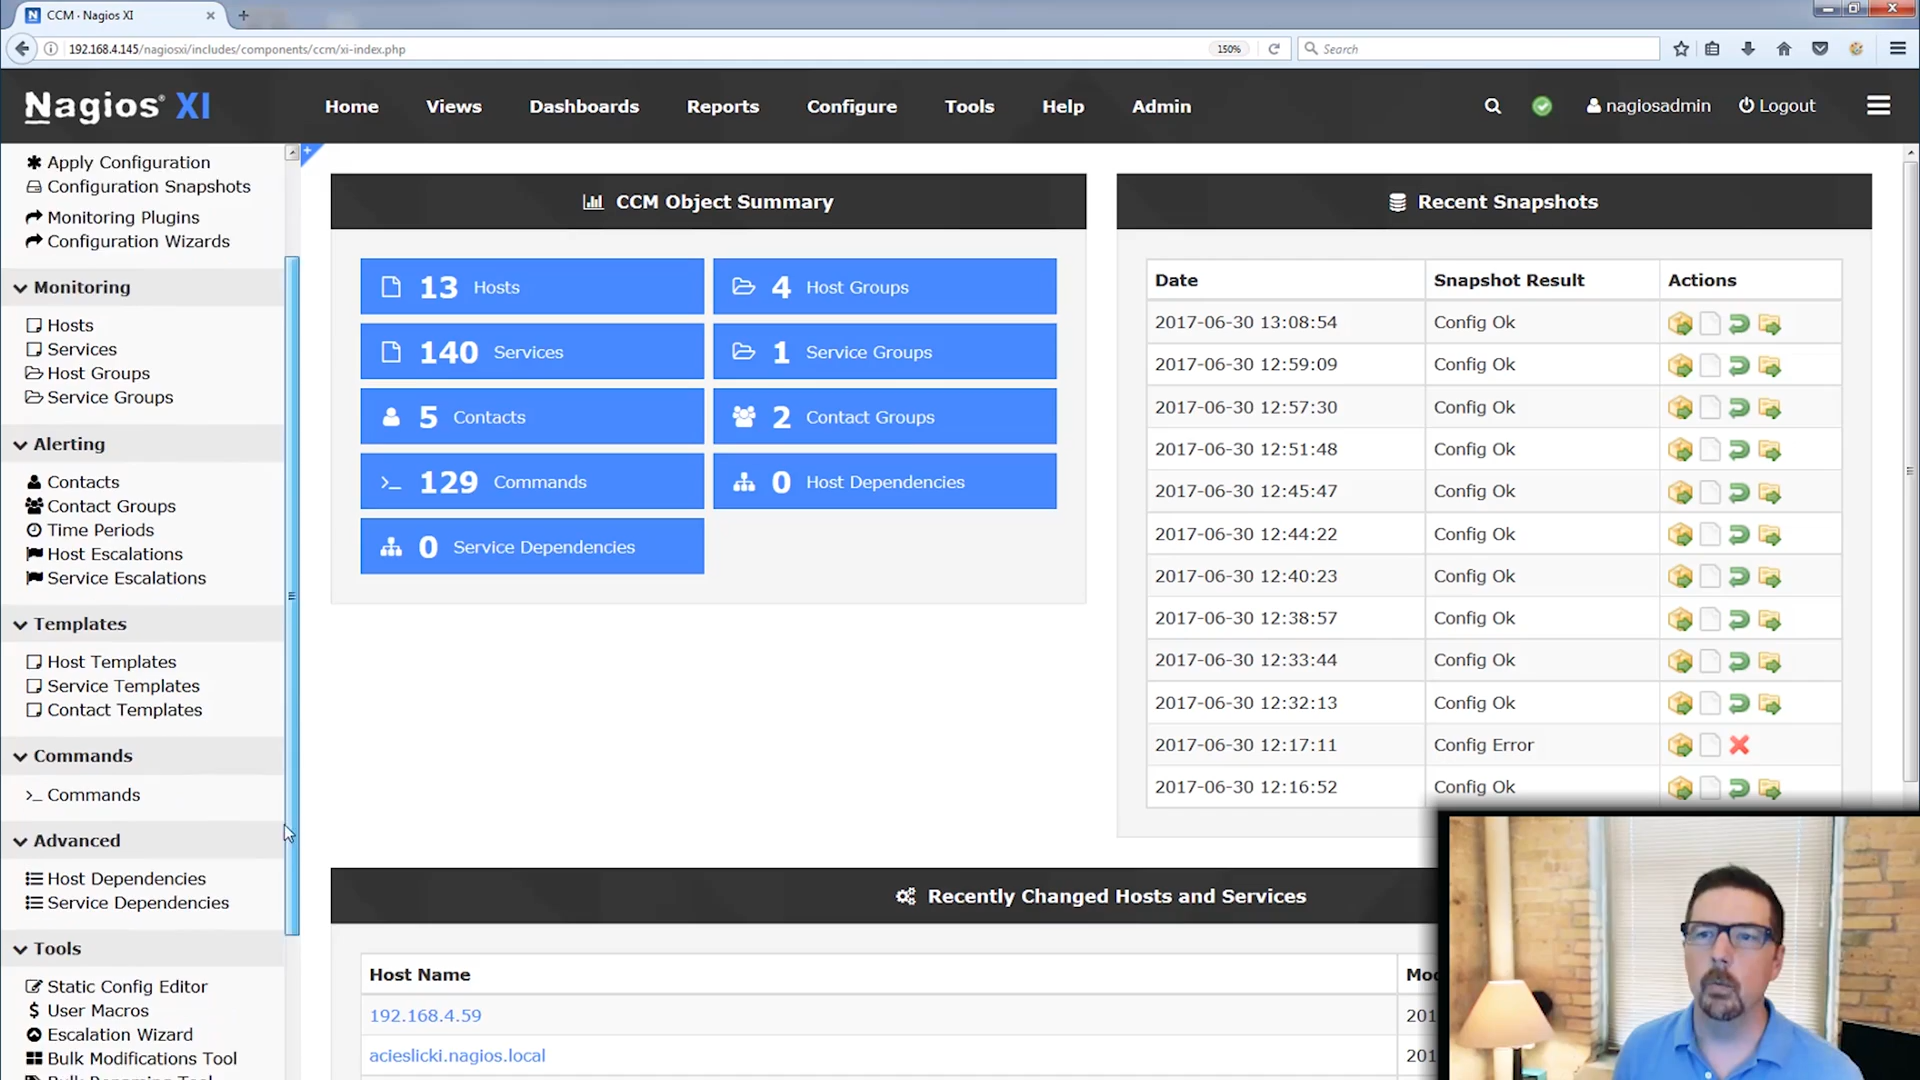 CCM · Nagios XI
192.168.4.145/nagiosxi/includes/components/ccm/xi-index.php
150%
Search
Nagios® XI
Home
Views
Dashboards
Reports
Configure
Tools
Help
Admin
nagiosadmin
Logout
Apply Configuration
Configuration Snapshots
Monitoring Plugins
Configuration Wizards
Monitoring
Hosts
Services
Host Groups
Service Groups
Alerting
Contacts
Contact Groups
Time Periods
Host Escalations
Service Escalations
Templates
Host Templates
Service Templates
Contact Templates
Commands
>_ Commands
Advanced
Host Dependencies
Service Dependencies
Tools
Static Config Editor
$ User Macros
Escalation Wizard
Bulk Modifications Tool
Bulk Renaming Tool
CCM Object Summary
13 Hosts
4 Host Groups
140 Services
1 Service Groups
5 Contacts
2 Contact Groups
>_ 129 Commands
0 Host Dependencies
0 Service Dependencies
Recent Snapshots
Date Snapshot Result Actions
2017-06-30 13:08:54 Config Ok
2017-06-30 12:59:09 Config Ok
2017-06-30 12:57:30 Config Ok
2017-06-30 12:51:48 Config Ok
2017-06-30 12:45:47 Config Ok
2017-06-30 12:44:22 Config Ok
2017-06-30 12:40:23 Config Ok
2017-06-30 12:38:57 Config Ok
2017-06-30 12:33:44 Config Ok
2017-06-30 12:32:13 Config Ok
2017-06-30 12:17:11 Config Error
2017-06-30 12:16:52 Config Ok
Recently Changed Hosts and Services
Host Name
192.168.4.59 201
acieslicki.nagios.local 201